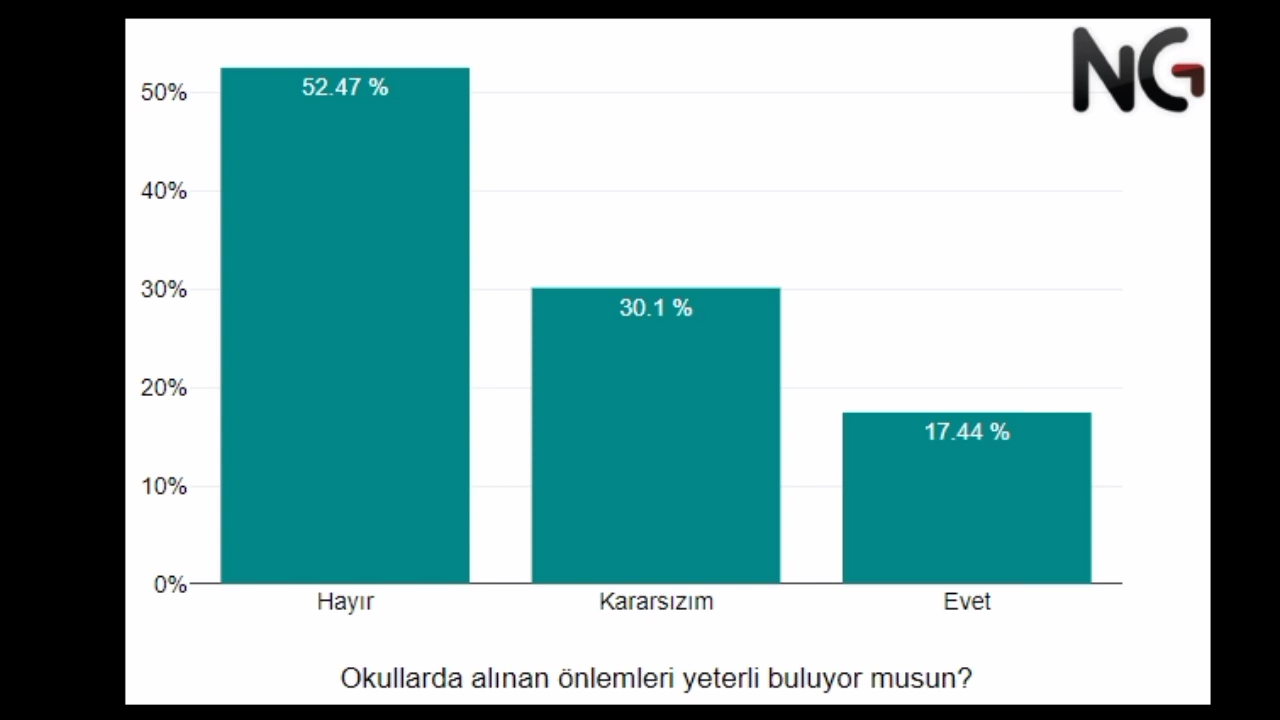 NG
50%
52.47 %
40%
30%
30.1 %
20%
17.44 %
10%
0%
Hayır
Kararsızım
Evet
Okullarda alınan önlemleri yeterli buluyor musun?